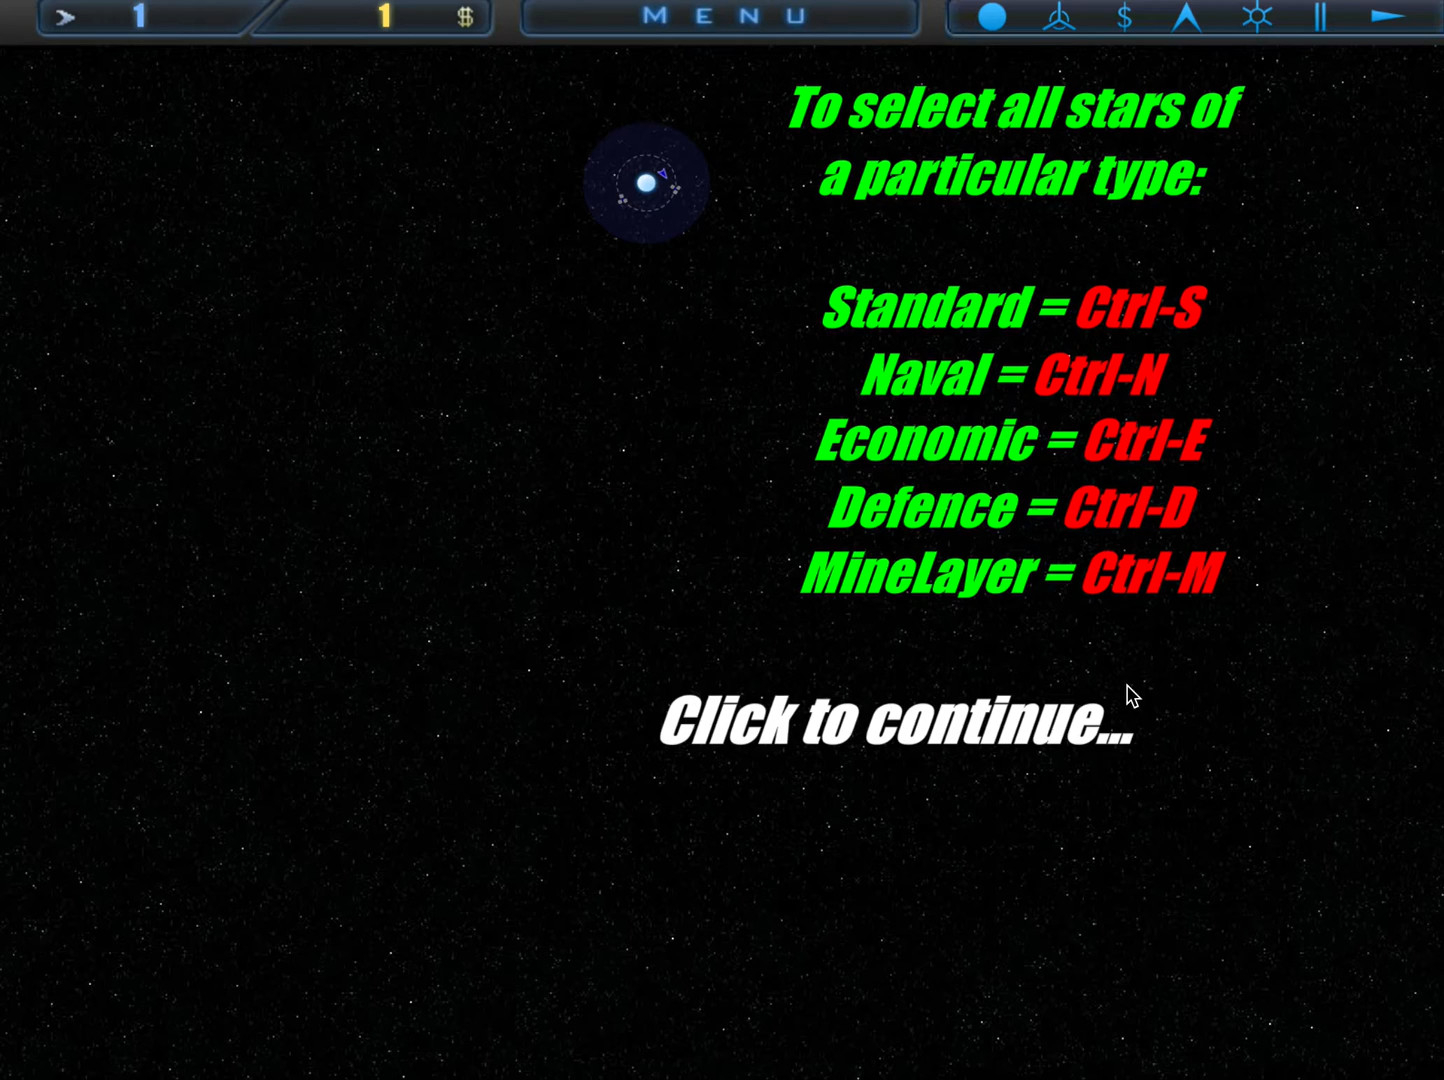 1 1 $ MENU $
To select all stars of
a particular type:
Standard = Ctrl-S
Naval = Ctrl-N
Economic = Ctrl-E
Defence = Ctrl-D
MineLayer = Ctrl-M
Click to continue...